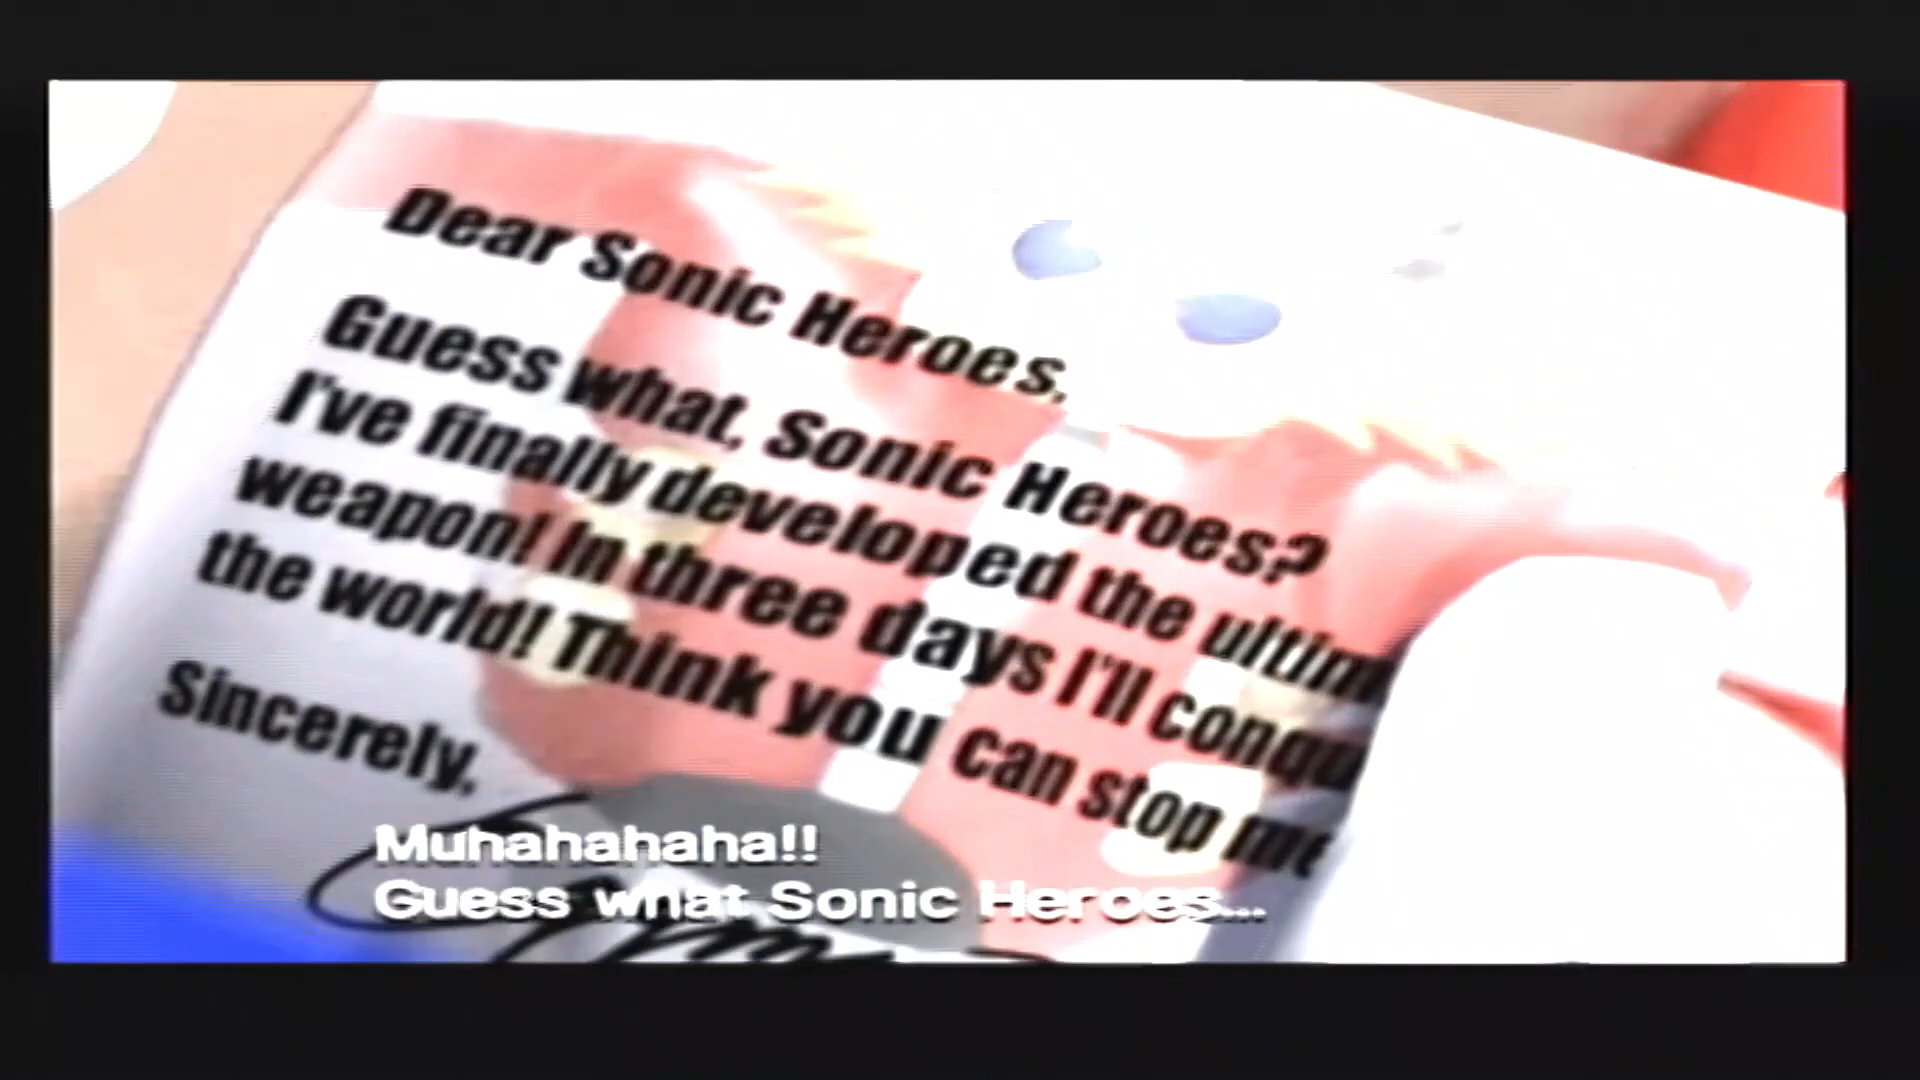 Dear Sonic Heroes,
Guess what, Sonic Heroes?
I've finally developed the ultim
weapon! In three days I'll conqu
the world! Think you can stop me
Sincerely,
Muhahahaha!!
Guess what Sonic Heroes...